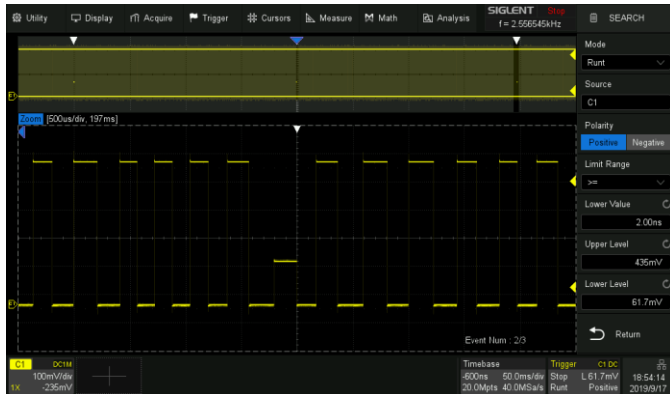 Utility Display Acquire Trigger Cursors Measure Math Analysis
SIGLENT Stop
f = 2.556545kHz
SEARCH
Mode
Runt
Source
C1
Zoom [500us/div, 197ms]
Polarity
Positive Negative
Limit Range
>=
Lower Value
2.00ns
Upper Level
435mV
Lower Level
61.7mV
Event Num : 2/3
Return
C1 DC1M
100mV/div
1X -235mV
Timebase
-600ns 50.0ms/div
20.0Mpts 40.0MSa/s
Trigger C1 DC
Stop L 61.7mV
Runt Positive
18:54:14
2019/9/17